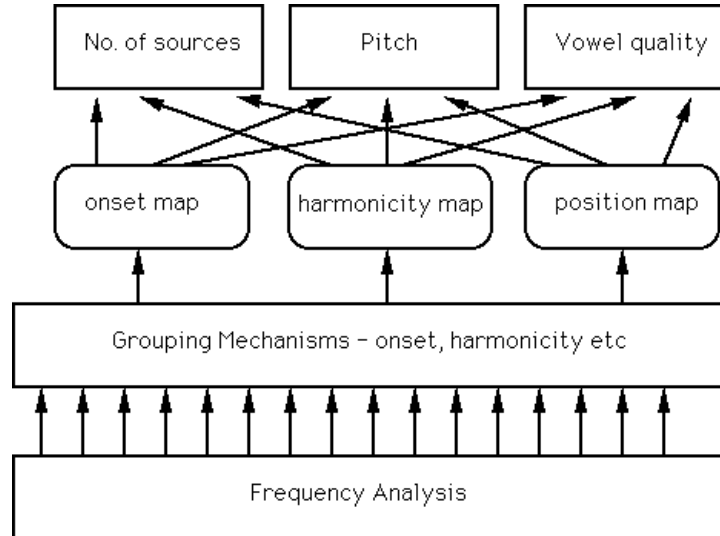 No. of sources
Pitch
Vowel quality
onset map
harmonicity map
position map
Grouping Mechanisms – onset, harmonicity etc
Frequency Analysis